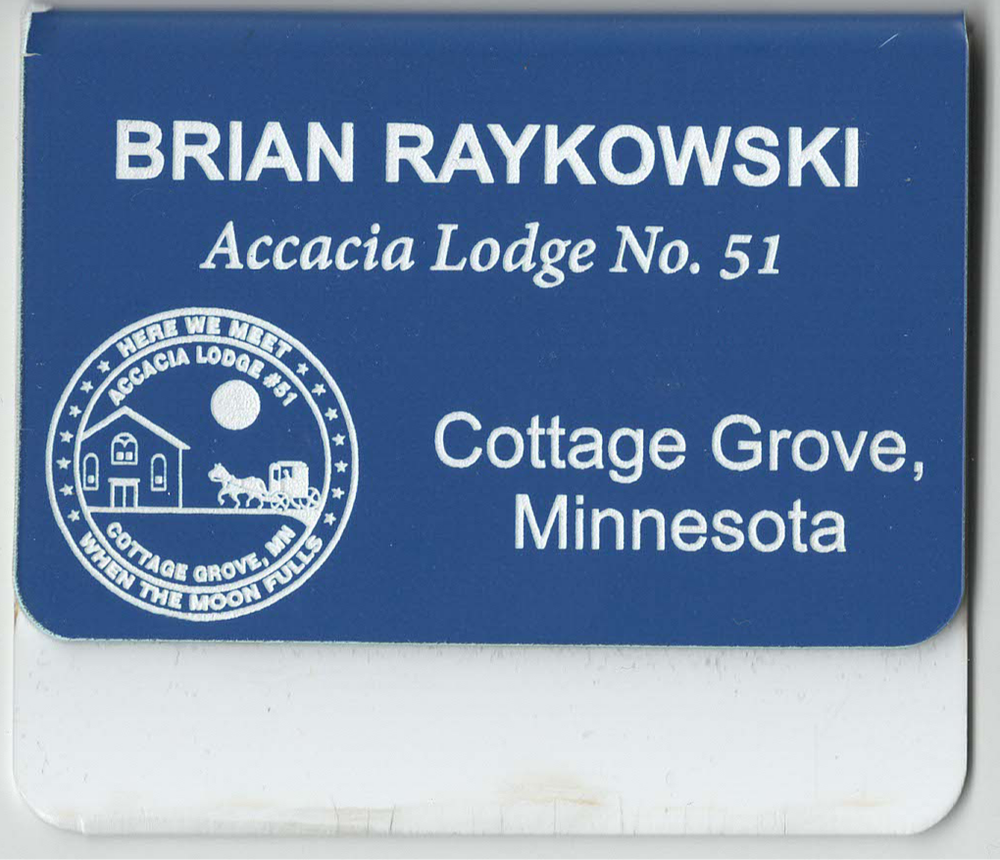 BRIAN RAYKOWSKI
Accacia Lodge No. 51
HERE WE MEET
ACCACIA LODGE #51
COTTAGE GROVE, MN
WHEN THE MOON FULLS
Cottage Grove,
Minnesota